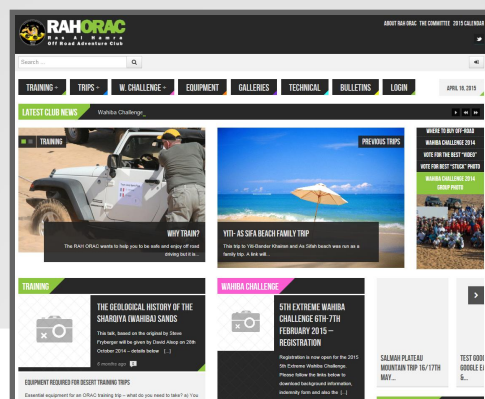 ABOUT RAH ORAC THE COMMITTEE 2015 CALENDAR
RAHORAC
Ras Al Hamra
Off Road Adventure Club
Search ...
TRAINING TRIPS W. CHALLENGE EQUIPMENT GALLERIES TECHNICAL BULLETINS LOGIN APRIL 16, 2015
LATEST CLUB NEWS Wahiba Challenge_
TRAINING
WHY TRAIN?
The RAH ORAC wants to help you to be safe and enjoy off road
driving but it is...
PREVIOUS TRIPS
YITI- AS SIFA BEACH FAMILY TRIP
This trip to Yiti-Bandar Khairan and As Sifah beach was run as a
family trip. A link will...
WHERE TO BUY OFF-ROAD
WAHIBA CHALLENGE 2014
VOTE FOR THE BEST "VIDEO"
VOTE FOR BEST "STUCK" PHOTO
WAHIBA CHALLENGE 2014
GROUP PHOTO
TRAINING
THE GEOLOGICAL HISTORY OF THE
SHARQIYA (WAHIBA) SANDS
This talk, based on the original by Steve
Fryberger will be given by David Alsop on 28th
October 2014 – details below [...]
6 months ago
EQUIPMENT REQUIRED FOR DESERT TRAINING TRIPS
Essential equipment for an ORAC training trip – what do you need to take? a) You
WAHIBA CHALLENGE
5TH EXTREME WAHIBA
CHALLENGE 6TH-7TH
FEBRUARY 2015 –
REGISTRATION
Registration is now open for the 2015
5th Extreme Wahiba Challenge.
Please follow the links below to
download background information,
indemnity form and also the [...]
SALMAH PLATEAU
MOUNTAIN TRIP 16/17TH
MAY...
TEST GOO
GOOGLE EA
&...